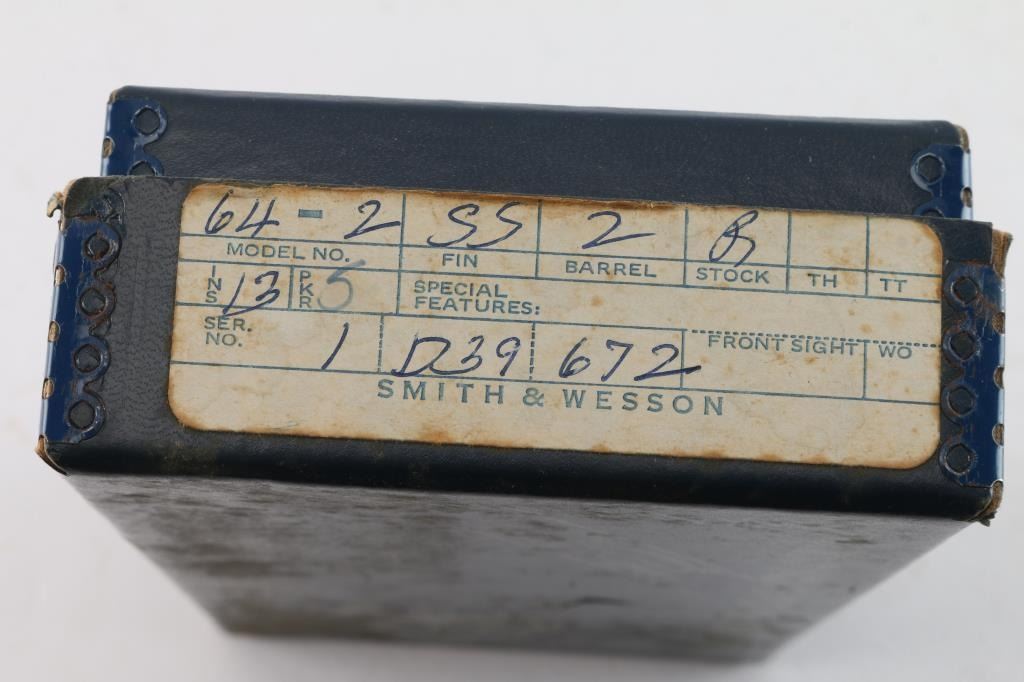 64-2 SS 2 R
MODEL NO. FIN BARREL STOCK TH TT
INS 13 PKR 5 SPECIAL FEATURES:
SER. NO. 1 D39 672 FRONT SIGHT WO
SMITH & WESSON